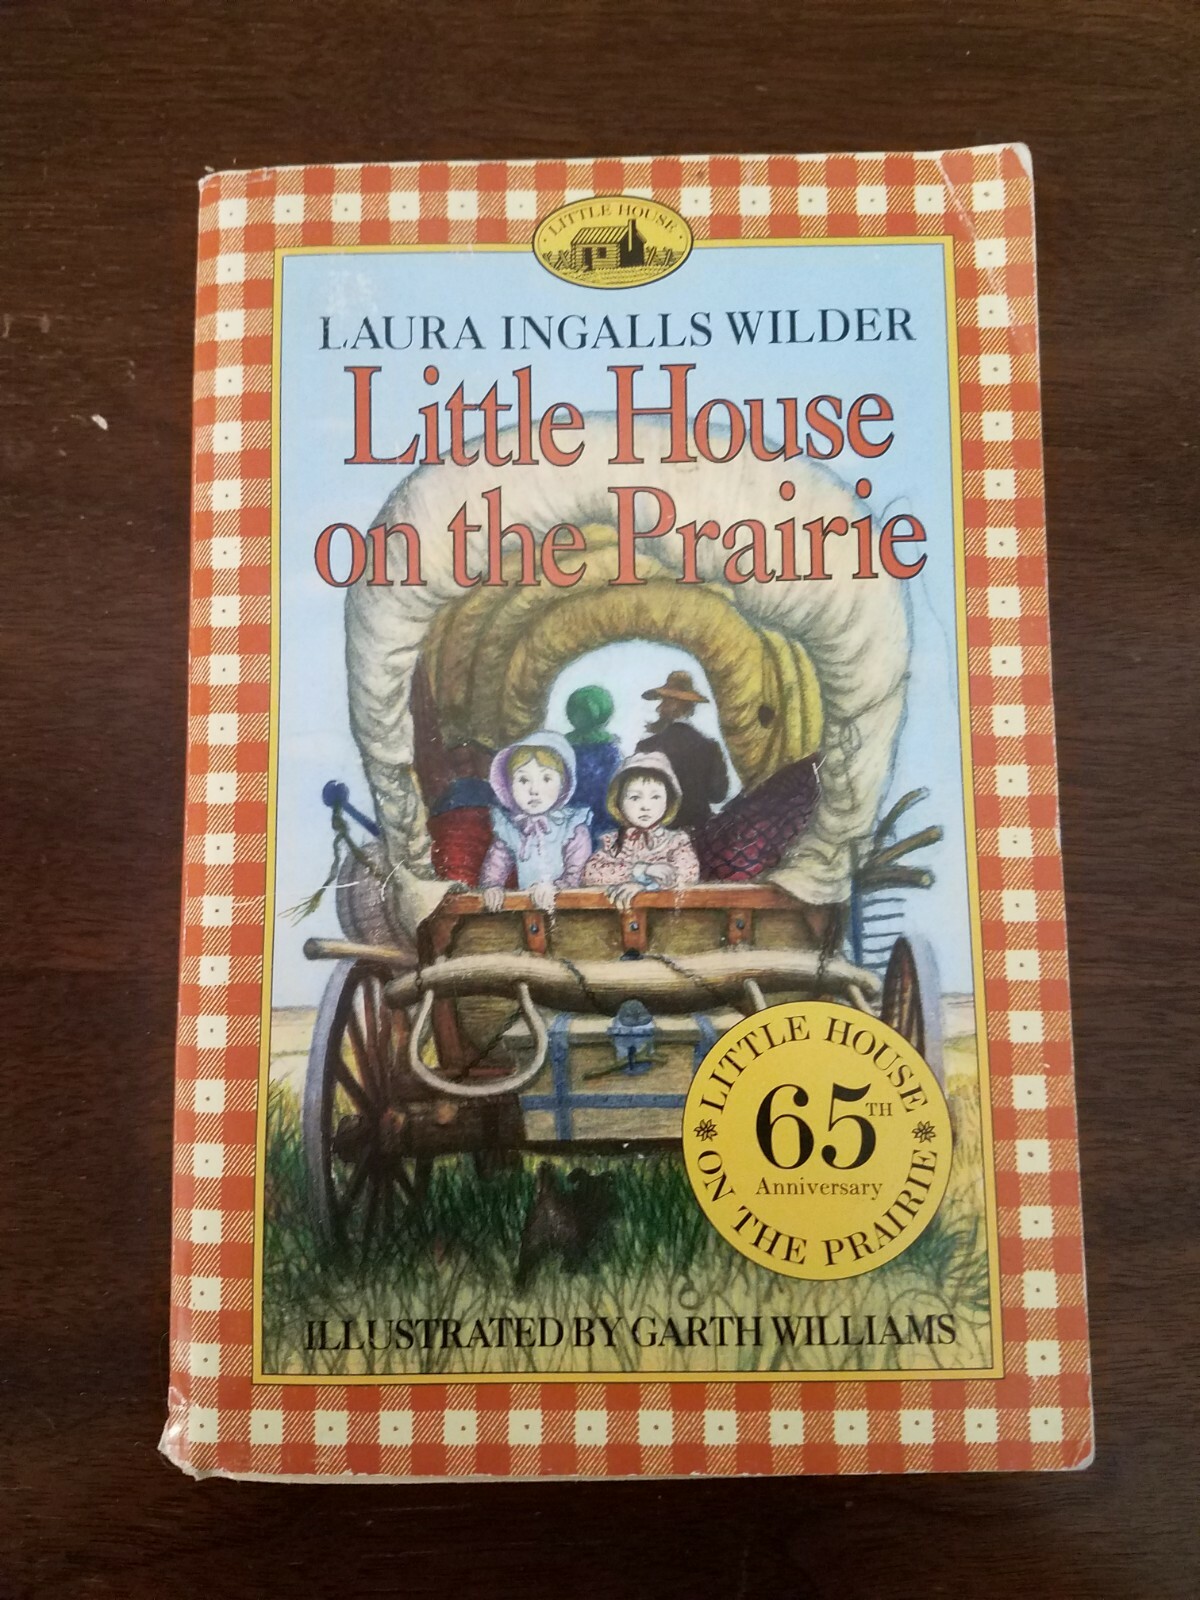 LITTLE HOUSE
LAURA INGALLS WILDER
Little House
on the Prairie
LITTLE HOUSE
65TH
Anniversary
ON THE PRAIRIE
ILLUSTRATED BY GARTH WILLIAMS